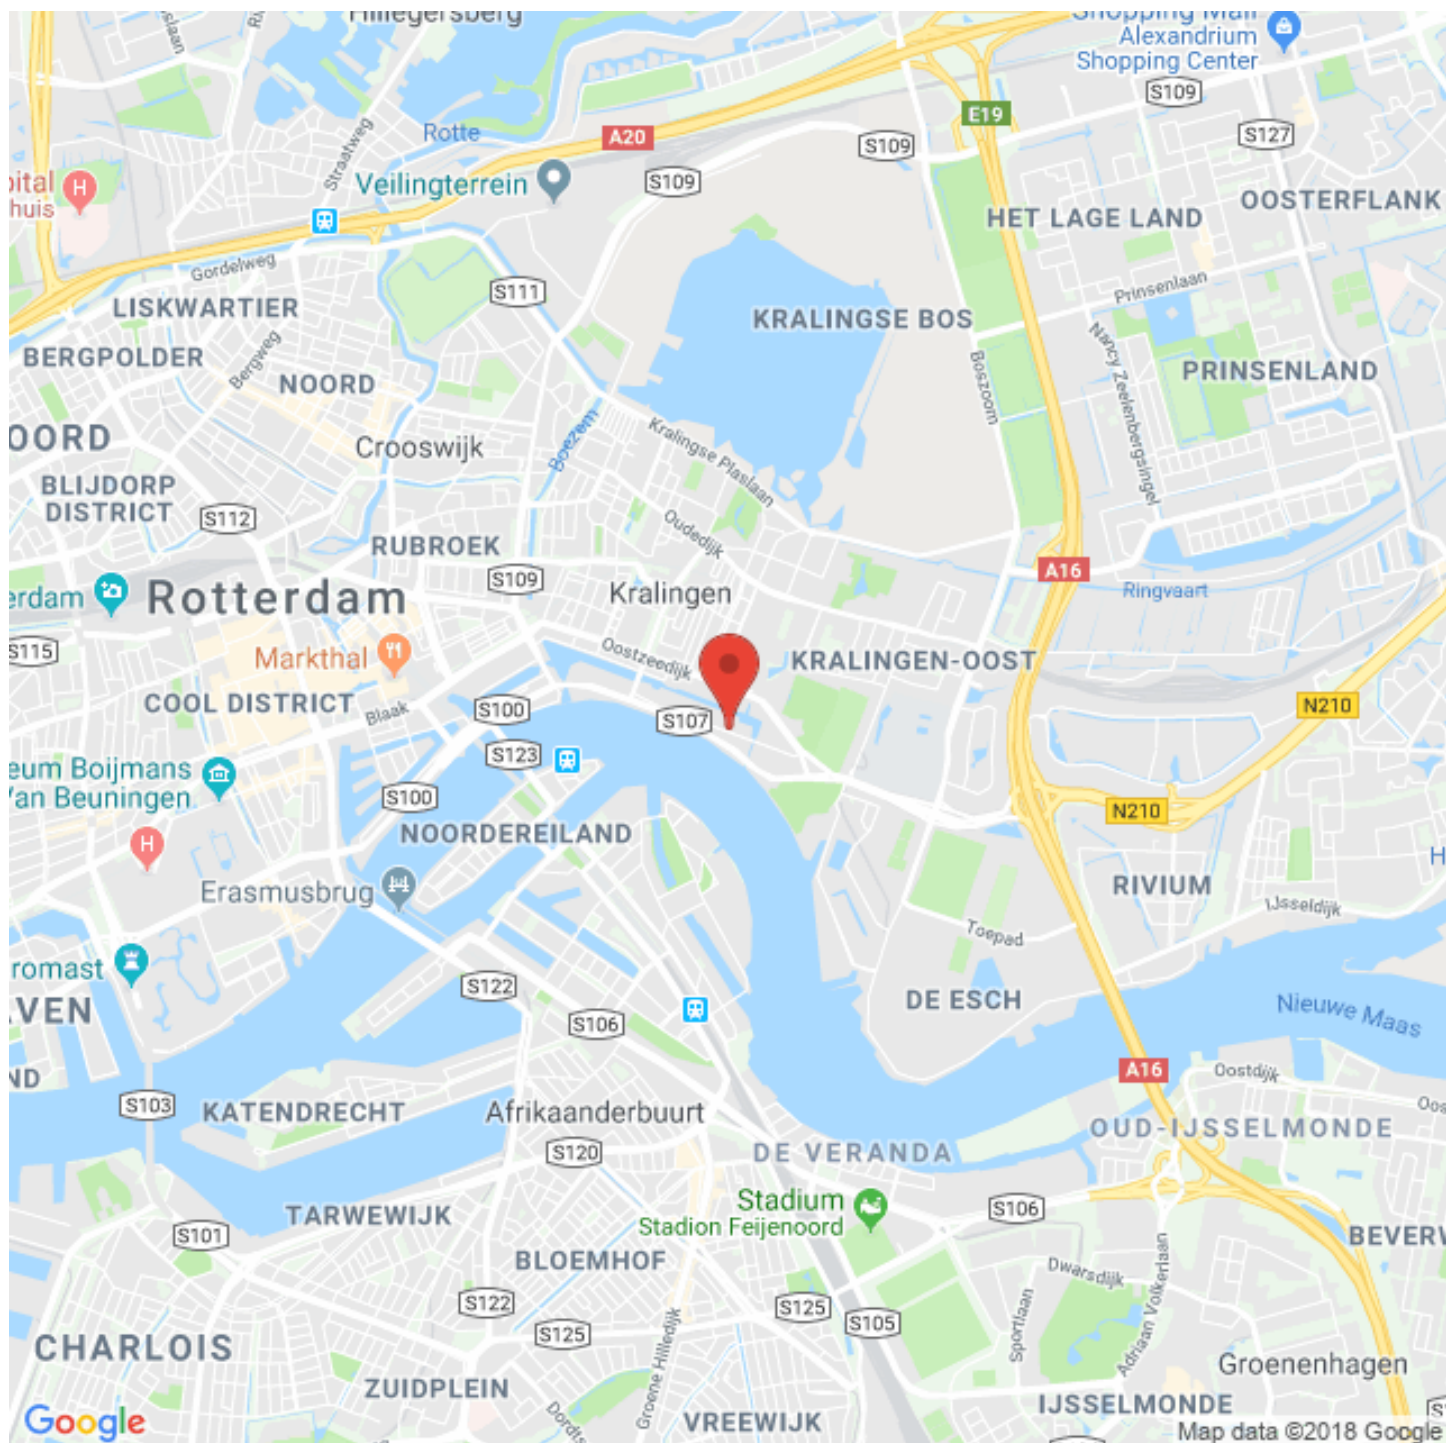 Hillegersberg
Shopping Mall
Alexandrium
Shopping Center
S109
E19
Rotte
A20
S127
S109
Straatweg
S109
Veilingterrein
H
OOSTERFLANK
HET LAGE LAND
Gordelweg
S111
Prinsenlaan
LISKWARTIER
KRALINGSE BOS
BERGPOLDER
Bergweg
NOORD
Boszoom
Nancy Zeelenbergsingel
PRINSENLAND
OORD
Crooswijk
Boezem
Kralingse Plaslaan
BLIJDORP
DISTRICT
S112
Oudedijk
RUBROEK
S109
Kralingen
A16
Ringvaart
erdam
Rotterdam
S115
Markthal
Oostzeedijk
KRALINGEN-OOST
COOL DISTRICT
Blaak
S100
S107
N210
S123
eum Boijmans
Van Beuningen
S100
N210
NOORDEREILAND
H
Erasmusbrug
RIVIUM
IJsseldijk
Toepad
romast
S122
DE ESCH
AVEN
S106
Nieuwe Maas
A16
Oostdijk
ND
S103
KATENDRECHT
Afrikaanderbuurt
Oos
OUD-IJSSELMONDE
S120
DE VERANDA
Stadium
Stadion Feijenoord
S106
TARWEWIJK
S101
BLOEMHOF
BEVERW
Dwarsdijk
S122
S125
S125
S105
Sportlaan
Adriaan Volkerlaan
CHARLOIS
Groene Hilledijk
Groenenhagen
ZUIDPLEIN
IJSSELMONDE
Google
VREEWIJK
Map data ©2018 Google